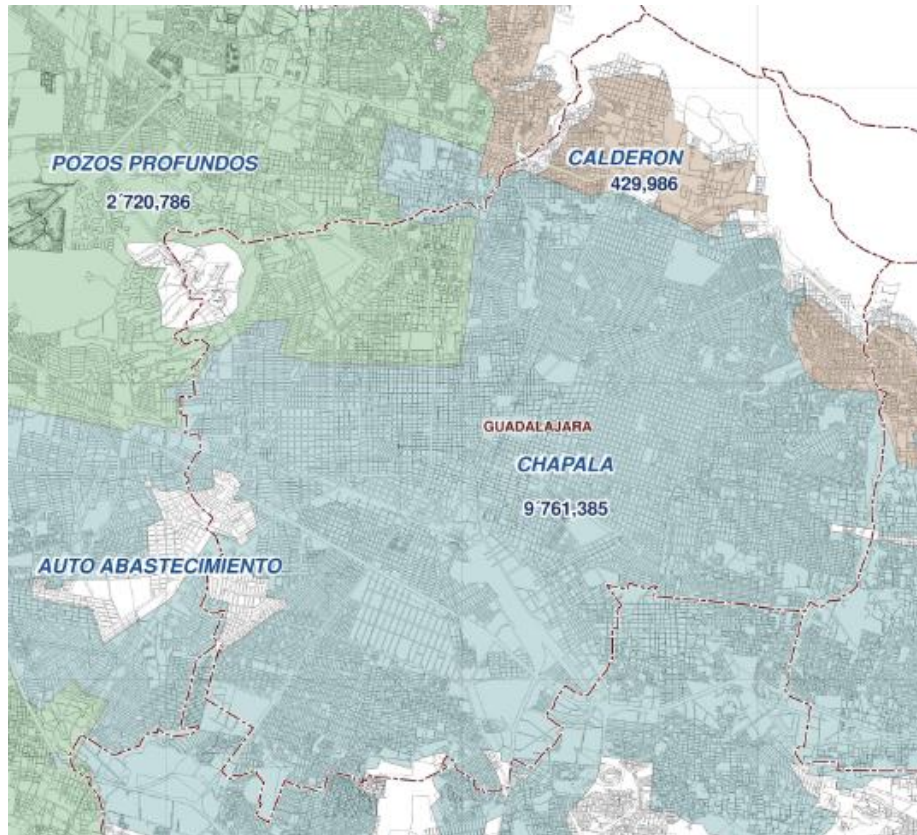 POZOS PROFUNDOS
2´720,786
CALDERON
429,986
GUADALAJARA
CHAPALA
9´761,385
AUTO ABASTECIMIENTO